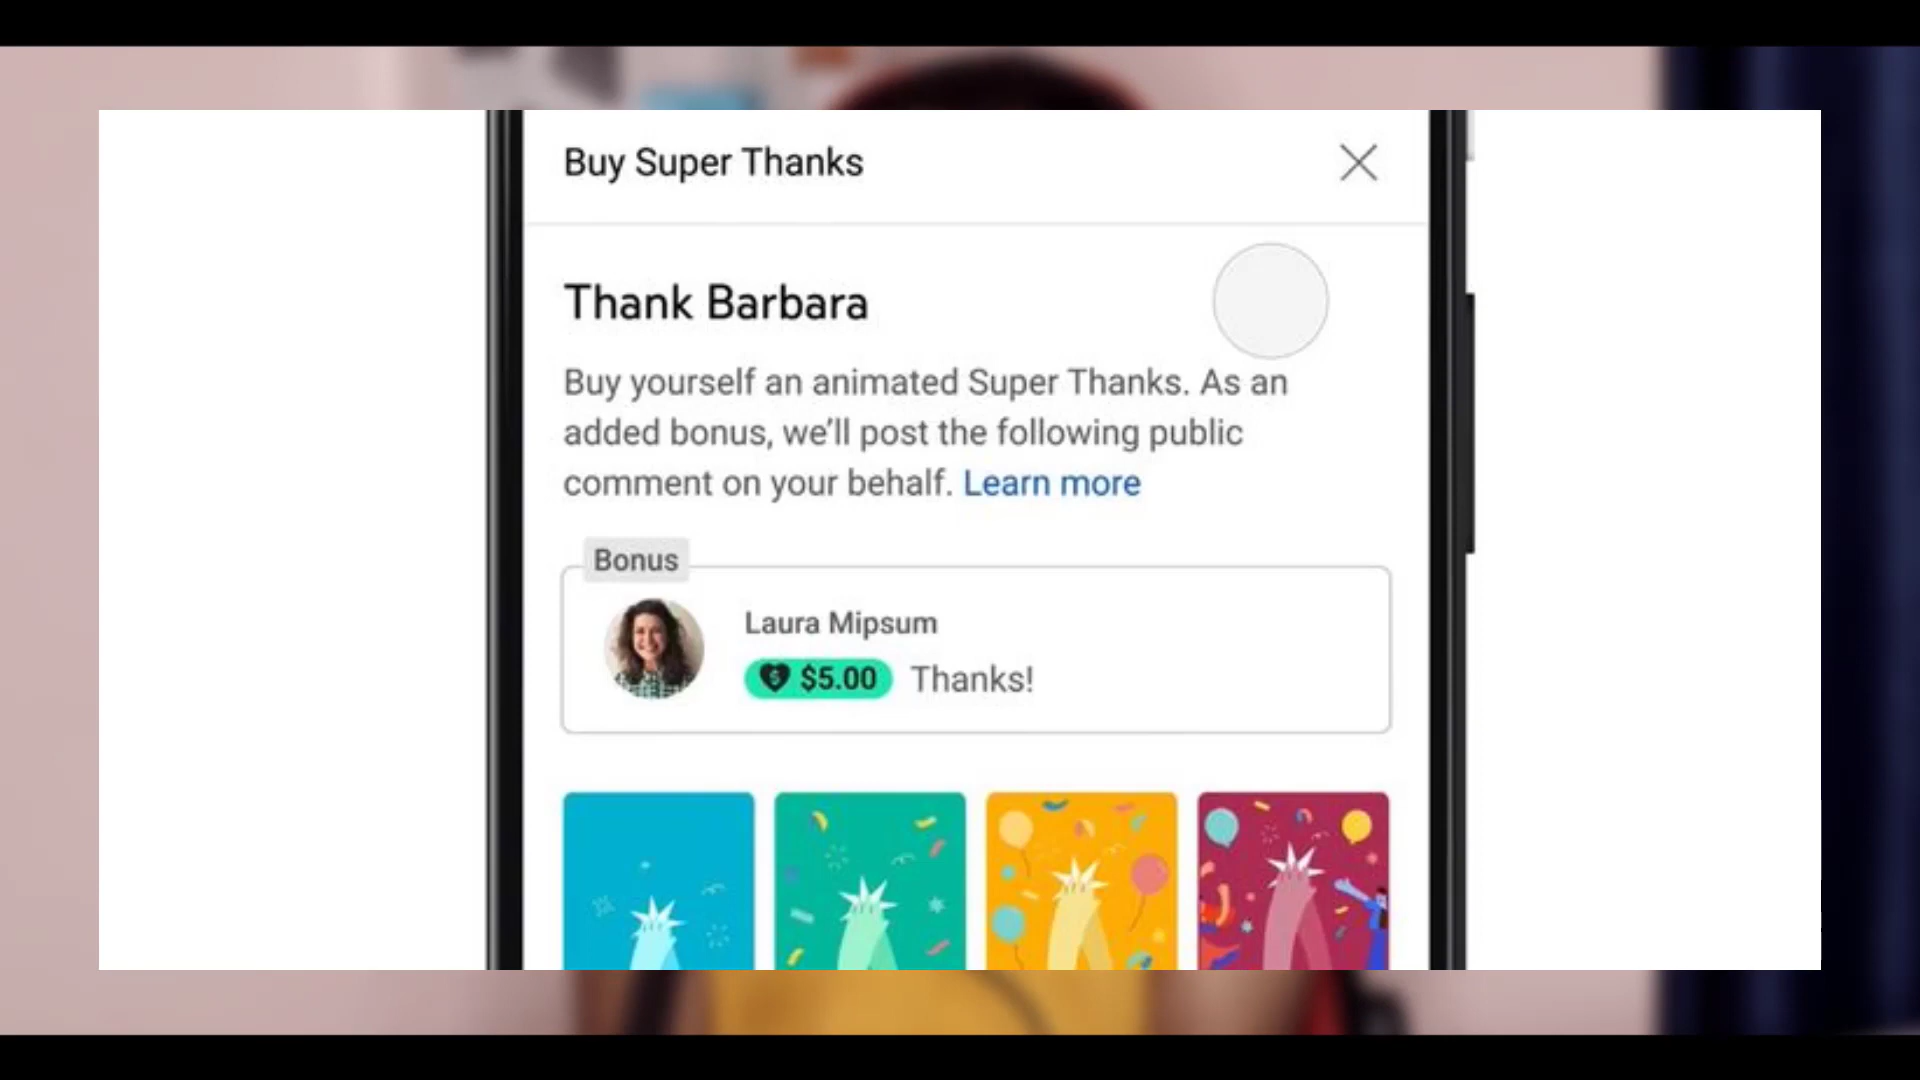 Buy Super Thanks
Thank Barbara
Buy yourself an animated Super Thanks. As an
added bonus, we'll post the following public
comment on your behalf. Learn more
Bonus
Laura Mipsum
$5.00 Thanks!